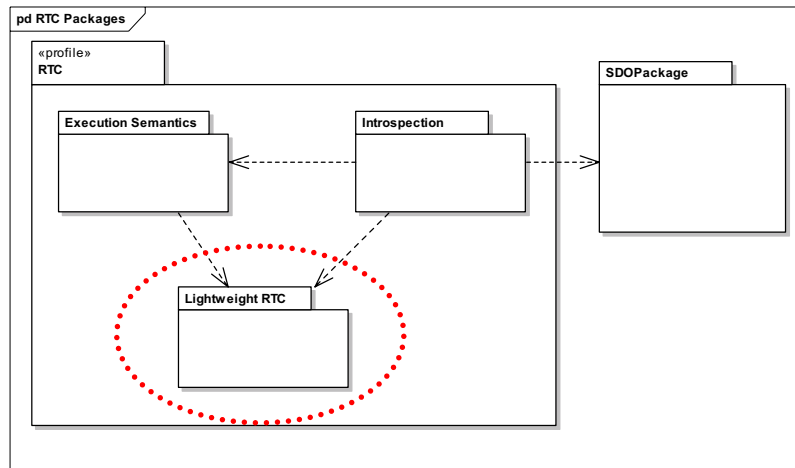 pd RTC Packages
«profile»
RTC
SDOPackage
Execution Semantics
Introspection
Lightweight RTC